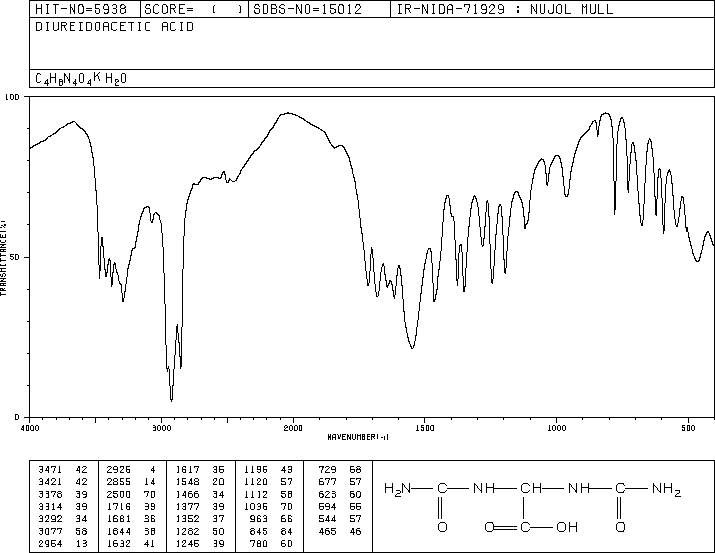 HIT-NO=5938 SCORE= ( ) SDBS-NO=15012 IR-NIDA-71929 : NUJOL MULL
DIUREIDOACETIC ACID
C4H8N4O4 K H2O
100
50
0
TRANSMITTANCE(%)
4000 3000 2000 1500 1000 500
WAVENUMBER(-1)
3471 42 2926 4 1617 36 1196 43 729 68
3421 42 2855 14 1548 20 1120 57 677 57
3378 39 2500 70 1466 34 1112 58 623 60
3314 39 1716 39 1377 39 1036 70 594 55
3292 34 1681 36 1352 37 963 66 544 57
3077 58 1644 38 1282 50 845 84 465 46
2954 13 1632 41 1245 39 780 60
H2N C NH CH NH C NH2
O O C OH O